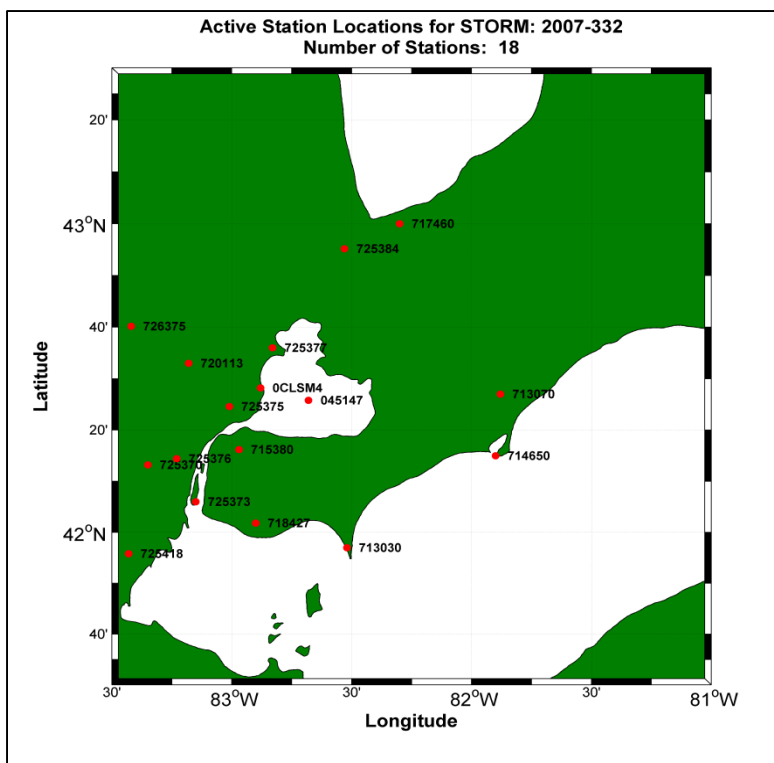 Active Station Locations for STORM: 2007-332
Number of Stations:  18
20'
43°N
717460
725384
40'
726375
725377
720113
0CLSM4
713070
045147
725375
20'
715380
714650
725376
725370
725373
718427
42°N
713030
725418
40'
30'
83°W
30'
82°W
30'
81°W
Latitude
Longitude